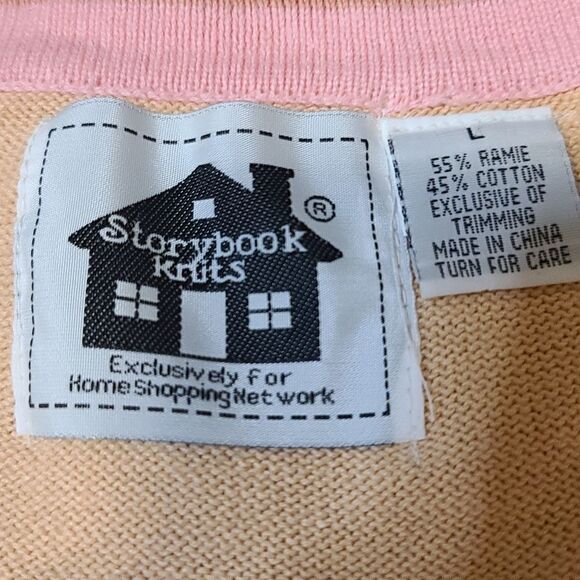 Storybook
Knits
®
Exclusively for
Home Shopping Network
L
55% RAMIE
45% COTTON
EXCLUSIVE OF
TRIMMING
MADE IN CHINA
TURN FOR CARE